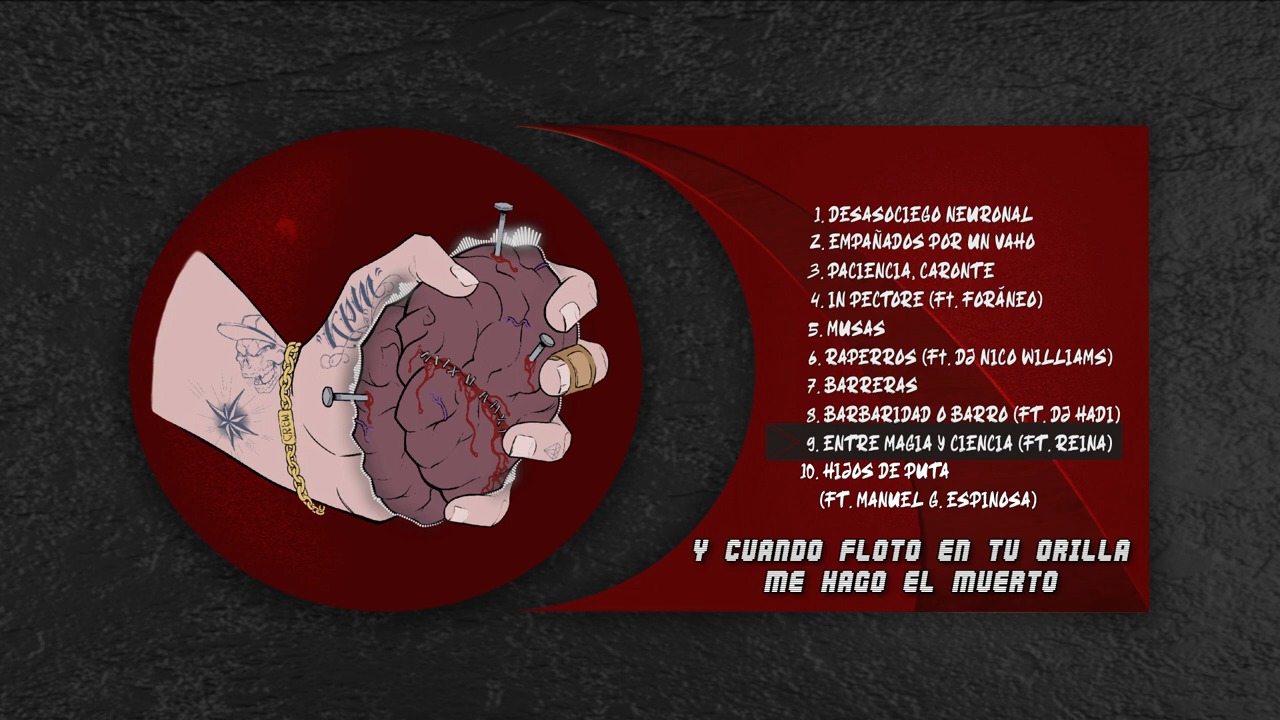 "Kpm"
CREW
1. DESASOCIEGO NEURONAL
2. EMPAÑADOS POR UN VAHO
3. PACIENCIA, CARONTE
4. IN PECTORE (Ft. FORÁNEO)
5. MUSAS
6. RAPERROS (Ft. DJ NICO WILLIAMS)
7. BARRERAS
8. BARBARIDAD O BARRO (FT. DJ HADI)
9. ENTRE MAGIA Y CIENCIA (FT. REINA)
10. HIJOS DE PUTA
(FT. MANUEL G. ESPINOSA)
Y CUANDO FLOTO EN TU ORILLA
ME HAGO EL MUERTO